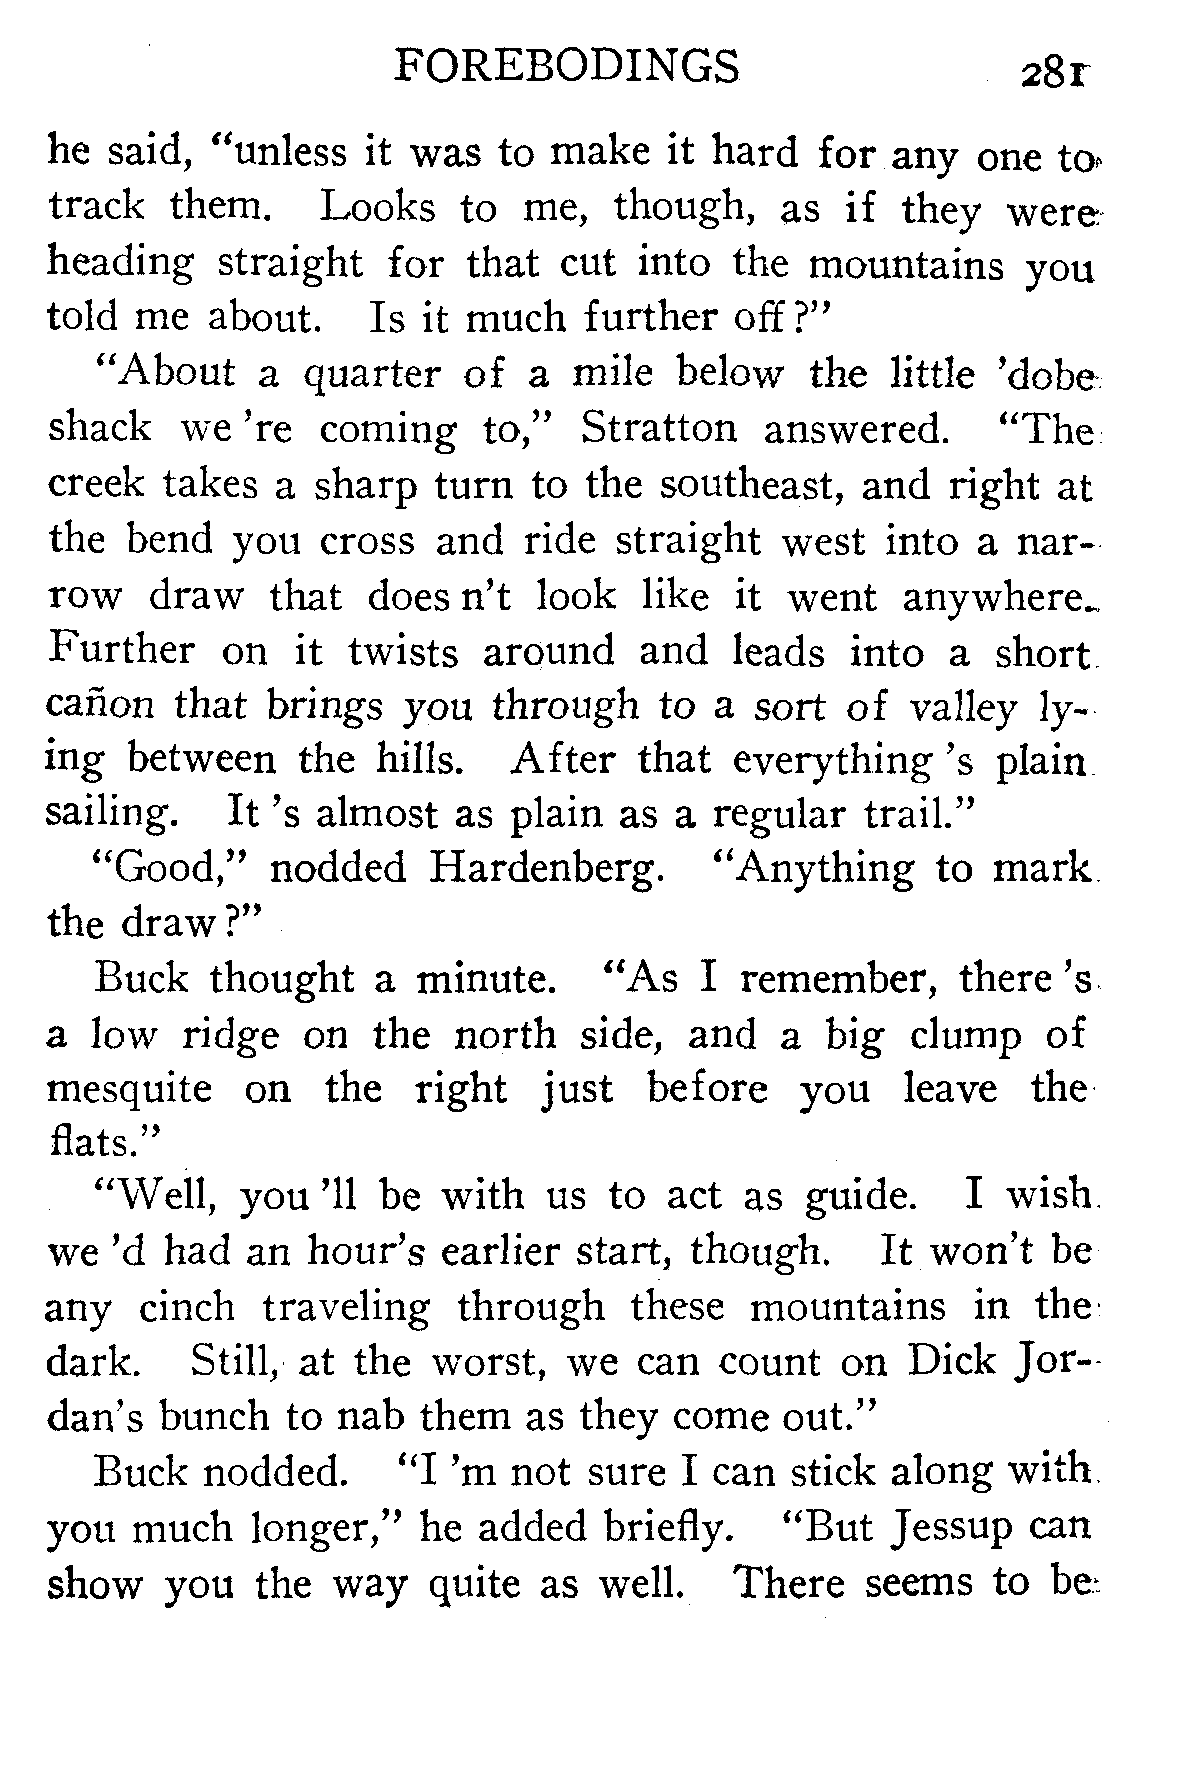 FOREBODINGS 281
he said, “unless it was to make it hard for any one to
track them. Looks to me, though, as if they were
heading straight for that cut into the mountains you
told me about. Is it much further off?”
“About a quarter of a mile below the little ’dobe
shack we ’re coming to,” Stratton answered. “The
creek takes a sharp turn to the southeast, and right at
the bend you cross and ride straight west into a nar-
row draw that does n’t look like it went anywhere.
Further on it twists around and leads into a short
cañon that brings you through to a sort of valley ly-
ing between the hills. After that everything ’s plain
sailing. It ’s almost as plain as a regular trail.”
“Good,” nodded Hardenberg. “Anything to mark
the draw?”
Buck thought a minute. “As I remember, there ’s
a low ridge on the north side, and a big clump of
mesquite on the right just before you leave the
flats.”
“Well, you ’ll be with us to act as guide. I wish
we ’d had an hour’s earlier start, though. It won’t be
any cinch traveling through these mountains in the
dark. Still, at the worst, we can count on Dick Jor-
dan’s bunch to nab them as they come out.”
Buck nodded. “I ’m not sure I can stick along with
you much longer,” he added briefly. “But Jessup can
show you the way quite as well. There seems to be